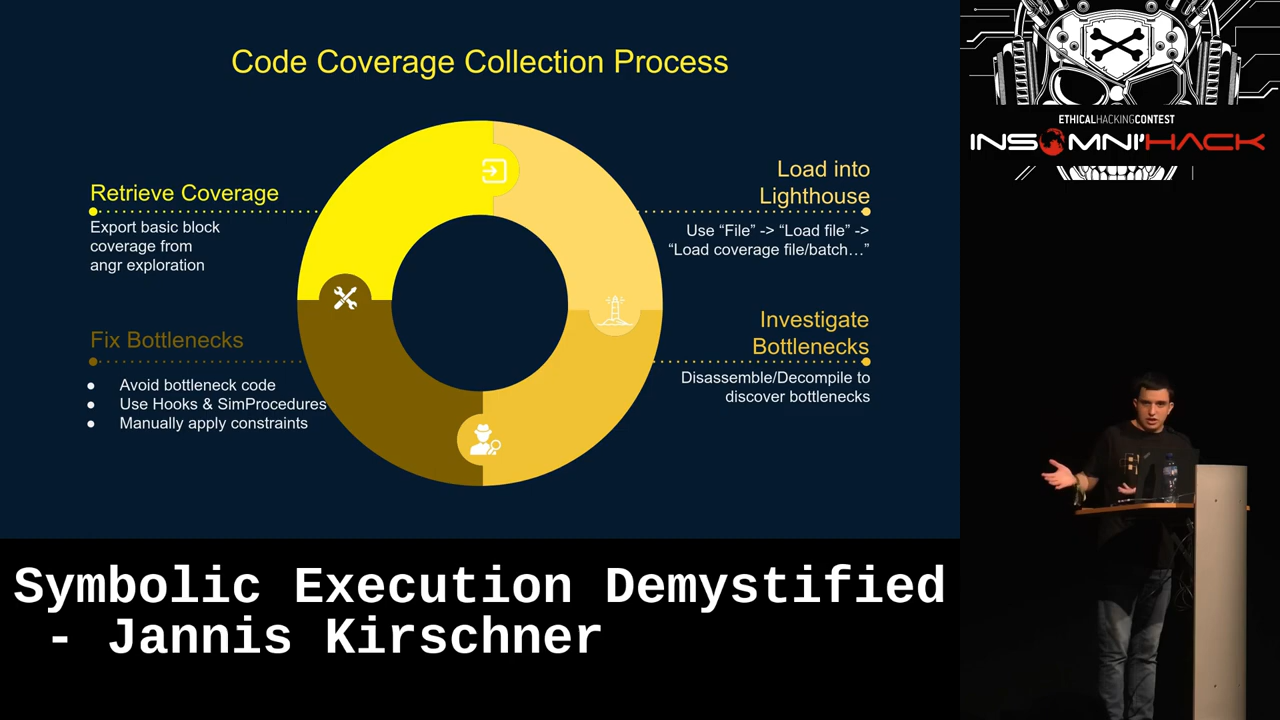 Code Coverage Collection Process
Retrieve Coverage
Export basic block
coverage from
angr exploration
Load into
Lighthouse
Use “File” -> “Load file” ->
“Load coverage file/batch…”
Fix Bottlenecks
● Avoid bottleneck code
● Use Hooks & SimProcedures
● Manually apply constraints
Investigate
Bottlenecks
Disassemble/Decompile to
discover bottlenecks
ETHICALHACKINGCONTEST
INSOMNI'HACK
Symbolic Execution Demystified
- Jannis Kirschner